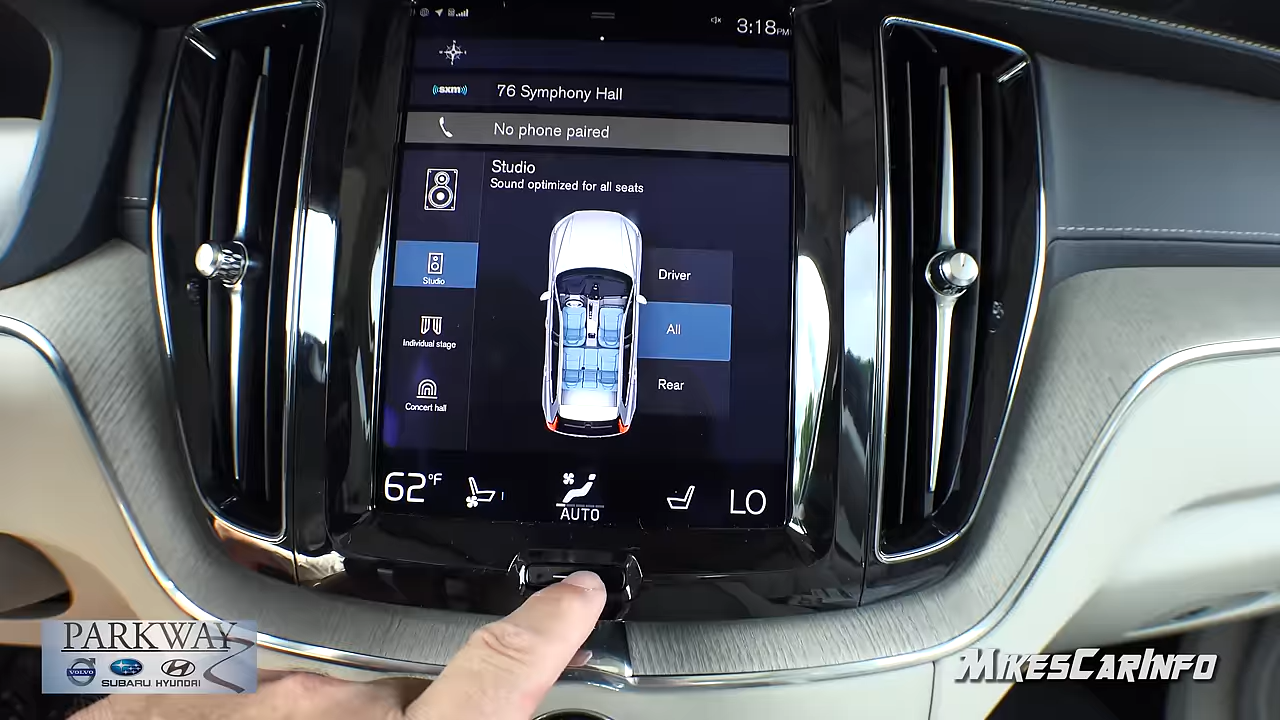 3:18PM
(sxm)
76 Symphony Hall
No phone paired
Studio
Sound optimized for all seats
Studio
Individual stage
Concert hall
Driver
All
Rear
62°F
AUTO
LO
PARKWAY
VOLVO
SUBARU HYUNDAI
MIKESCARINFO